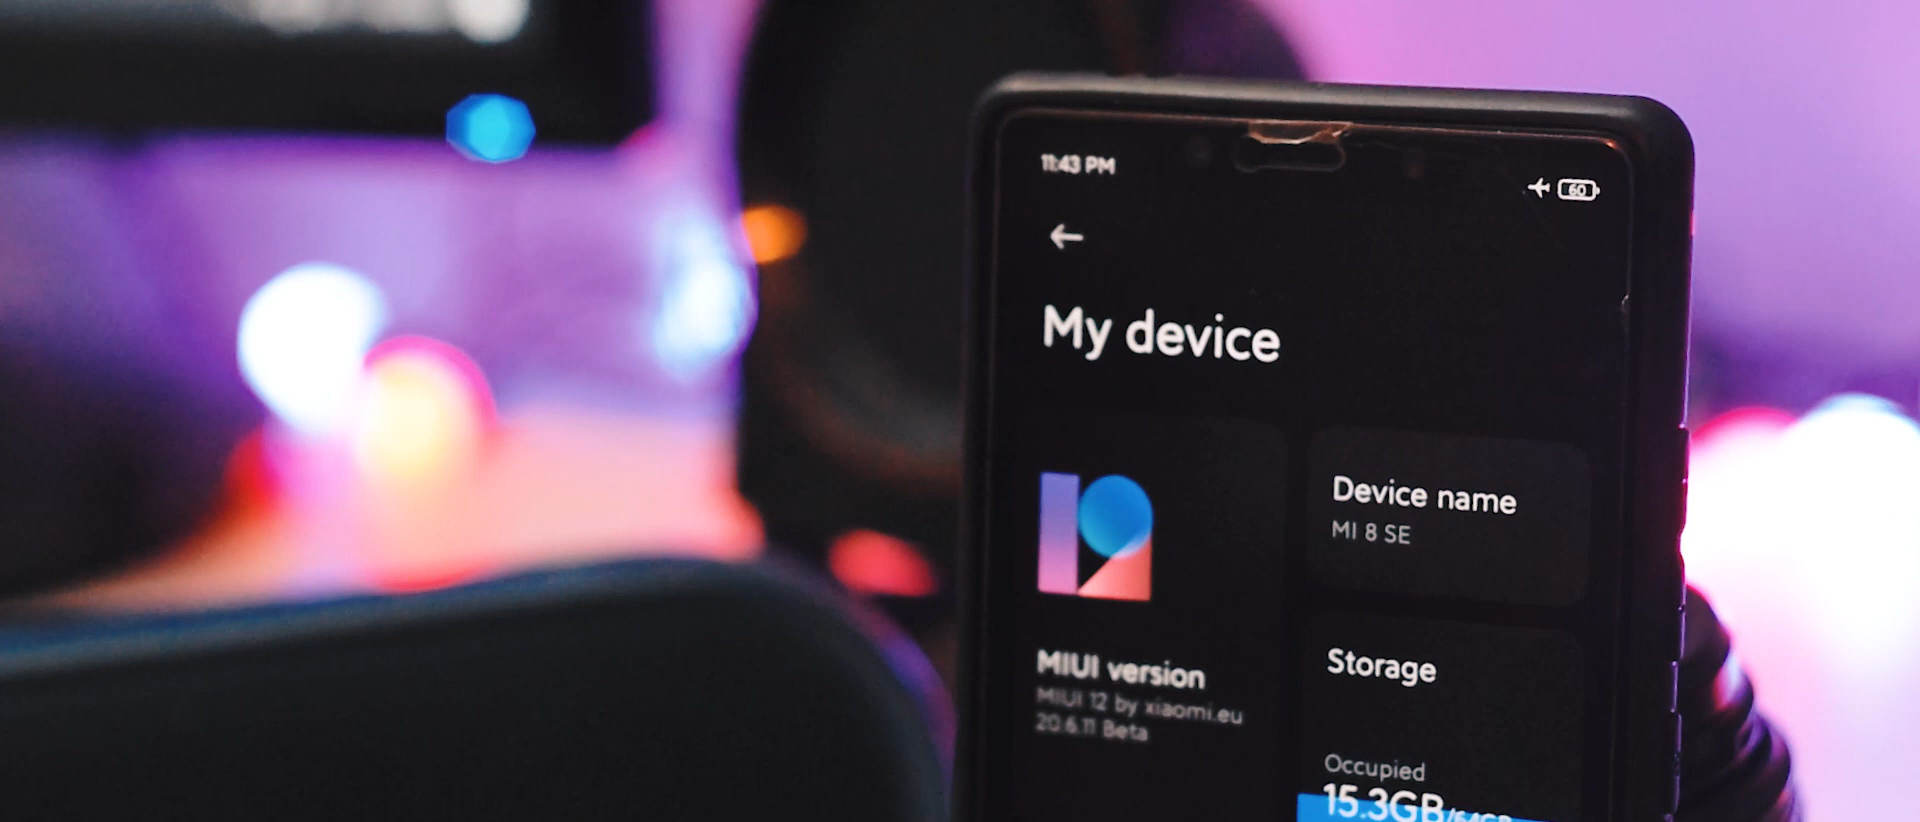 11:43 PM
60
My device
Device name
MI 8 SE
MIUI version
MIUI 12 by xiaomi.eu
20.6.11 Beta
Storage
Occupied
15.3GB/64GB